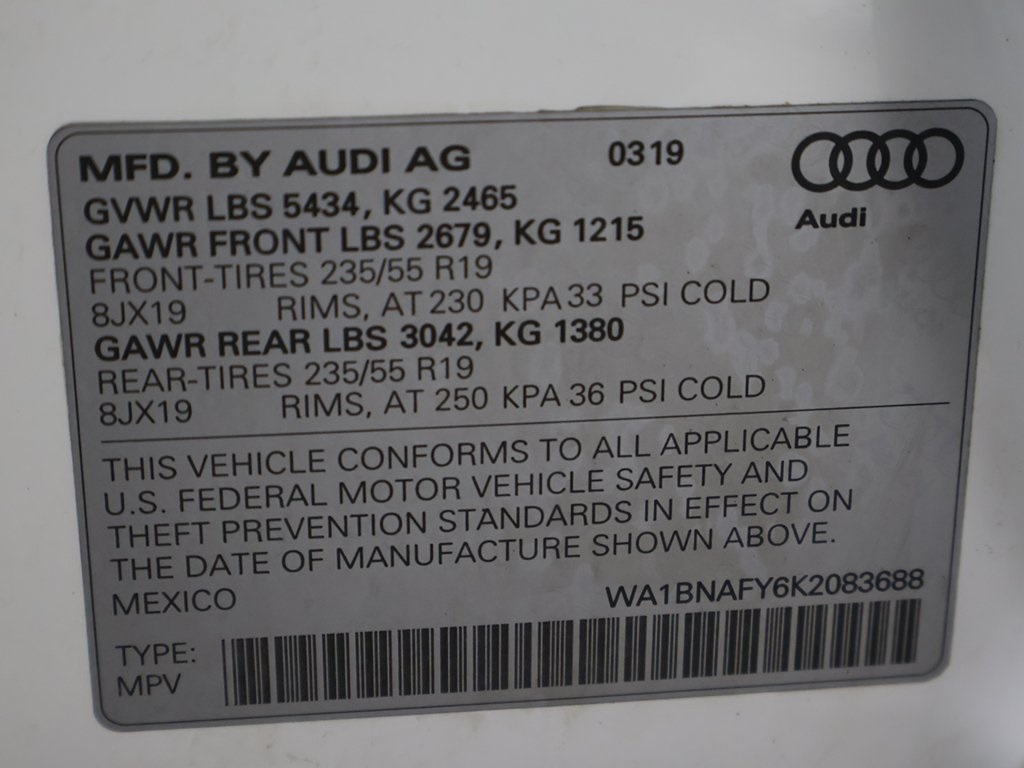 MFD. BY AUDI AG 0319
Audi
GVWR LBS 5434, KG 2465
GAWR FRONT LBS 2679, KG 1215
FRONT-TIRES 235/55 R19
8JX19 RIMS, AT 230 KPA 33 PSI COLD
GAWR REAR LBS 3042, KG 1380
REAR-TIRES 235/55 R19
8JX19 RIMS, AT 250 KPA 36 PSI COLD
THIS VEHICLE CONFORMS TO ALL APPLICABLE
U.S. FEDERAL MOTOR VEHICLE SAFETY AND
THEFT PREVENTION STANDARDS IN EFFECT ON
THE DATE OF MANUFACTURE SHOWN ABOVE.
MEXICO WA1BNAFY6K2083688
TYPE:
MPV